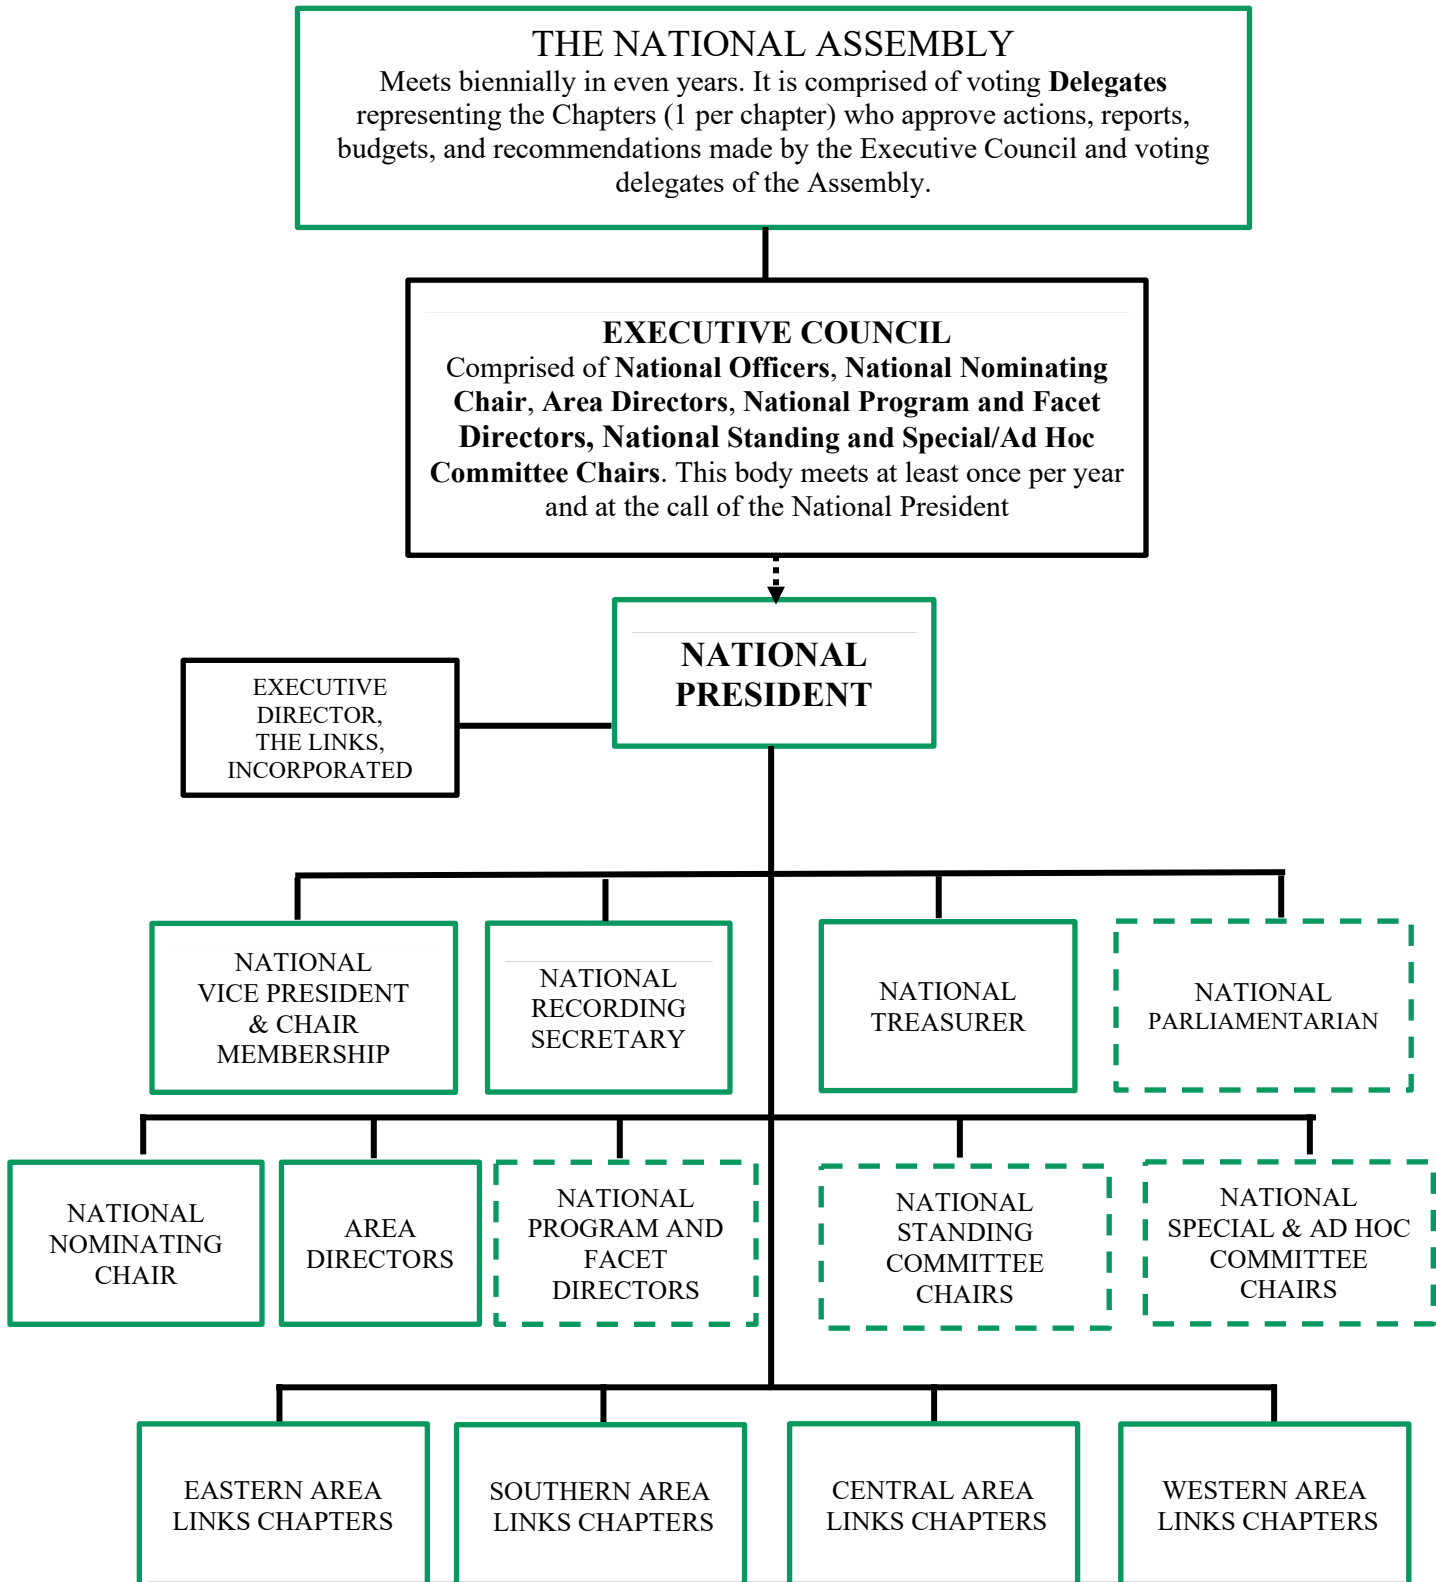 THE NATIONAL ASSEMBLY
Meets biennially in even years. It is comprised of voting Delegates
representing the Chapters (1 per chapter) who approve actions, reports,
budgets, and recommendations made by the Executive Council and voting
delegates of the Assembly.
EXECUTIVE COUNCIL
Comprised of National Officers, National Nominating
Chair, Area Directors, National Program and Facet
Directors, National Standing and Special/Ad Hoc
Committee Chairs. This body meets at least once per year
and at the call of the National President
NATIONAL
PRESIDENT
EXECUTIVE
DIRECTOR,
THE LINKS,
INCORPORATED
NATIONAL
VICE PRESIDENT
& CHAIR
MEMBERSHIP
NATIONAL
RECORDING
SECRETARY
NATIONAL
TREASURER
NATIONAL
PARLIAMENTARIAN
NATIONAL
NOMINATING
CHAIR
AREA
DIRECTORS
NATIONAL
PROGRAM AND
FACET
DIRECTORS
NATIONAL
STANDING
COMMITTEE
CHAIRS
NATIONAL
SPECIAL & AD HOC
COMMITTEE
CHAIRS
EASTERN AREA
LINKS CHAPTERS
SOUTHERN AREA
LINKS CHAPTERS
CENTRAL AREA
LINKS CHAPTERS
WESTERN AREA
LINKS CHAPTERS